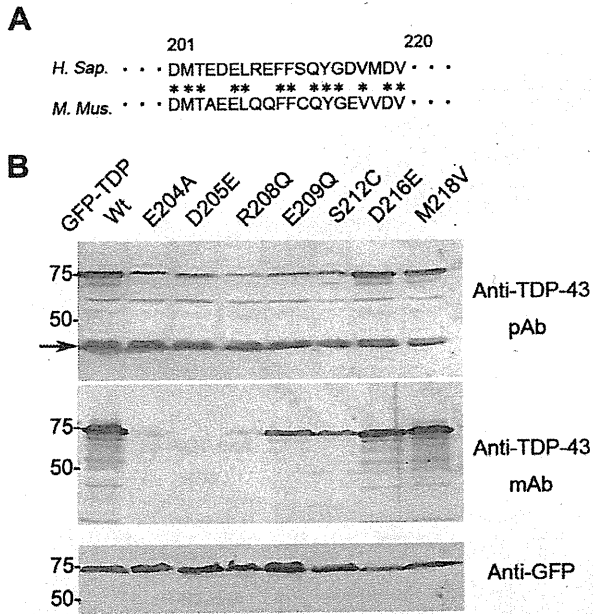 A
201 220
H. Sap. · · · DMTEDELREFFSQYGDVMDV · · ·
*** ** ** *** * **
M. Mus. · · · DMTAEELQQFFCQYGEVVDV · · ·
B
GFP-TDP
Wt E204A D205E R208Q E209Q S212C D216E M218V
75-
50-
Anti-TDP-43
pAb
75-
50-
Anti-TDP-43
mAb
75-
50-
Anti-GFP